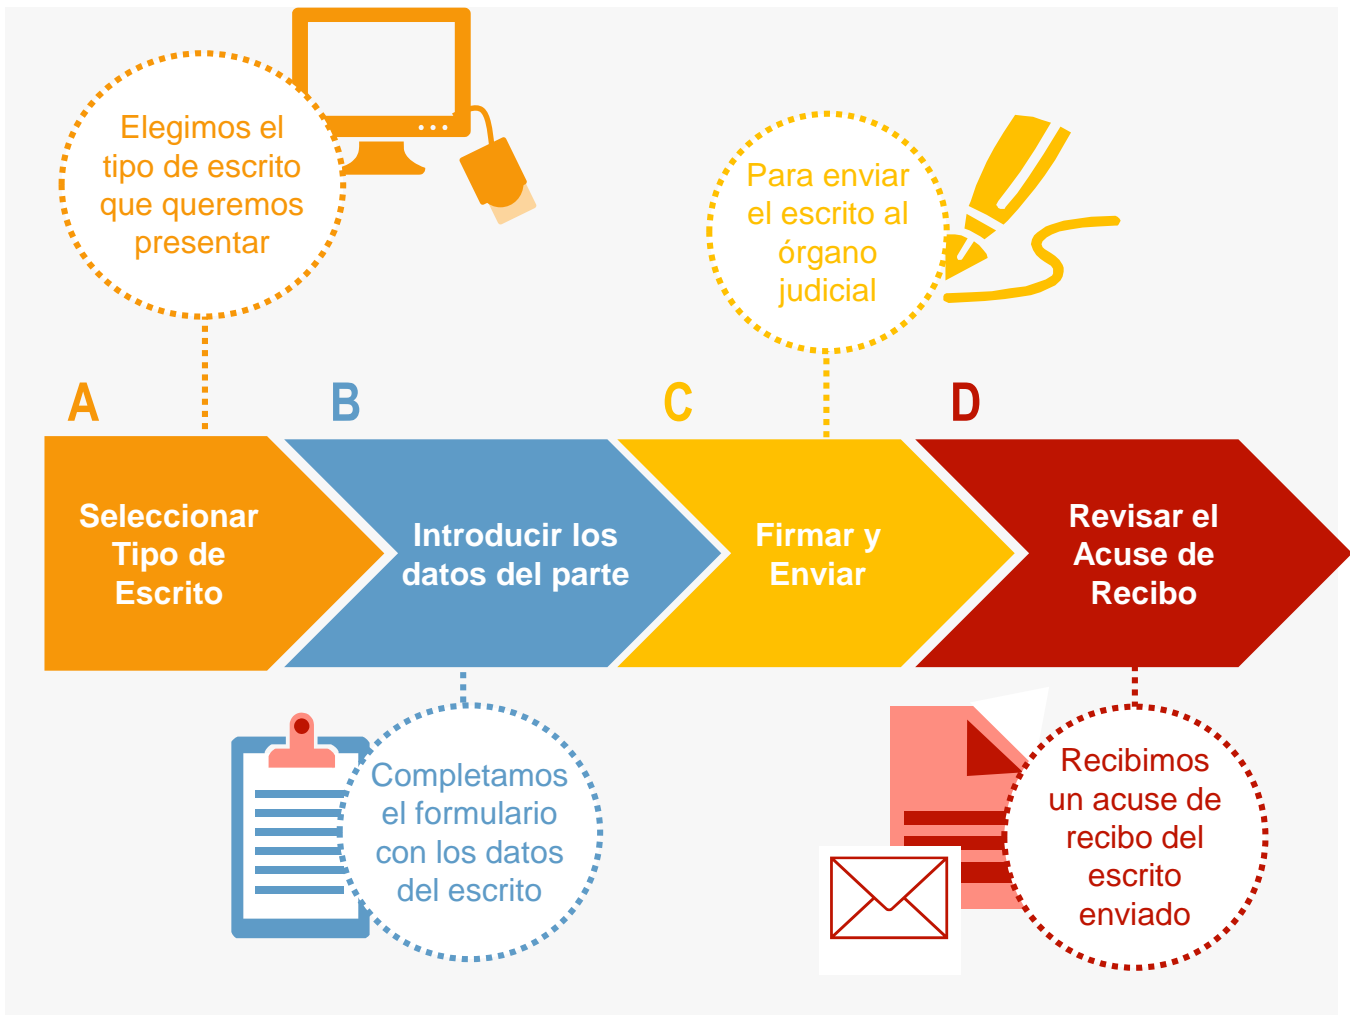 Elegimos el
tipo de escrito
que queremos
presentar
Para enviar
el escrito al
órgano
judicial
A
B
C
D
Seleccionar
Tipo de
Escrito
Introducir los
datos del parte
Firmar y
Enviar
Revisar el
Acuse de
Recibo
Completamos
el formulario
con los datos
del escrito
Recibimos
un acuse de
recibo del
escrito
enviado